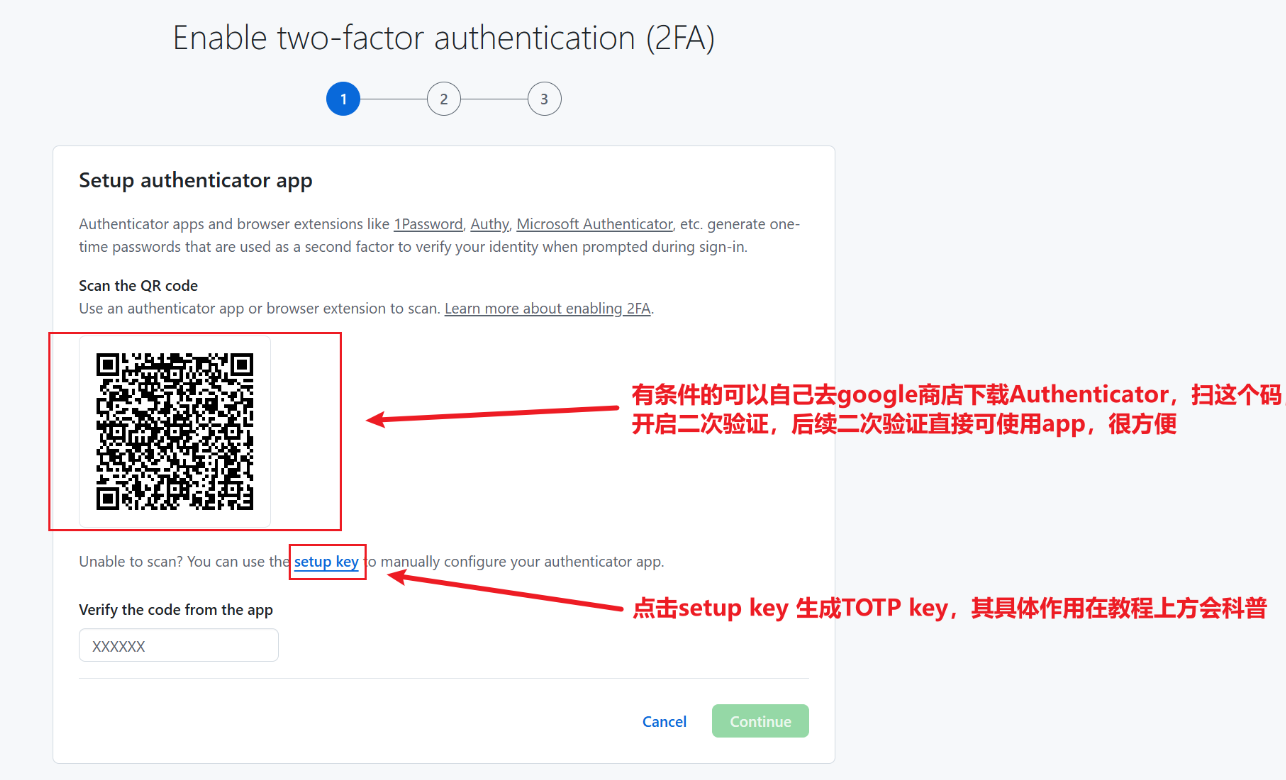 Enable two-factor authentication (2FA)
1
2
3
Setup authenticator app
Authenticator apps and browser extensions like 1Password, Authy, Microsoft Authenticator, etc. generate one-
time passwords that are used as a second factor to verify your identity when prompted during sign-in.
Scan the QR code
Use an authenticator app or browser extension to scan. Learn more about enabling 2FA.
有条件的可以自己去google商店下载Authenticator，扫这个码，
开启二次验证，后续二次验证直接可使用app，很方便
Unable to scan? You can use the setup key to manually configure your authenticator app.
点击setup key 生成TOTP key，其具体作用在教程上方会科普
Verify the code from the app
XXXXXX
Cancel
Continue